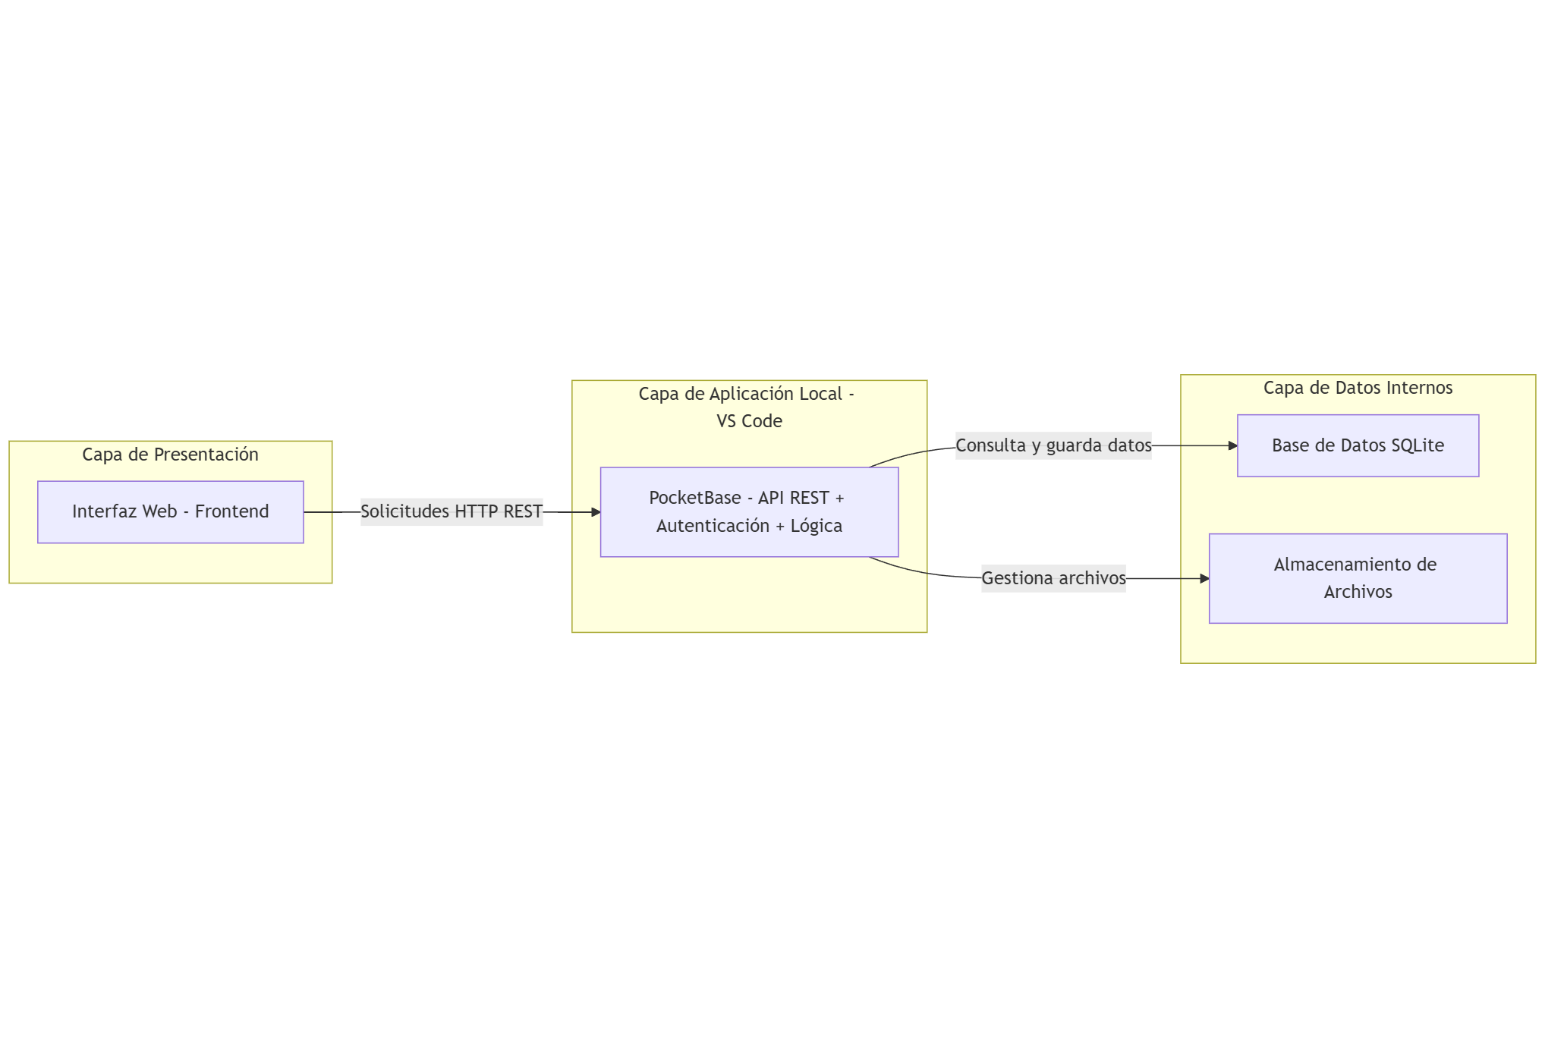 Capa de Presentación
Interfaz Web - Frontend
Solicitudes HTTP REST
Capa de Aplicación Local -
VS Code
PocketBase - API REST +
Autenticación + Lógica
Consulta y guarda datos
Gestiona archivos
Capa de Datos Internos
Base de Datos SQLite
Almacenamiento de
Archivos